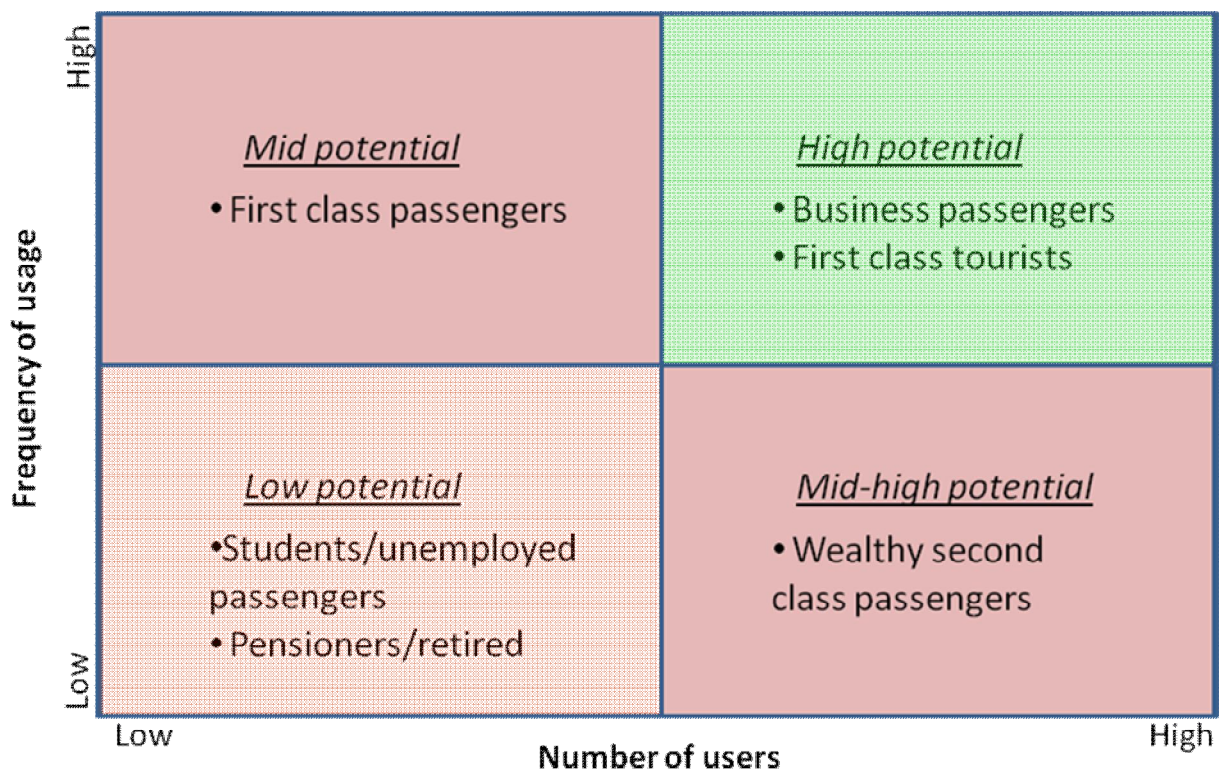 High
Mid potential
• First class passengers
High potential
• Business passengers
• First class tourists
Frequency of usage
Low potential
•Students/unemployed
passengers
• Pensioners/retired
Mid-high potential
• Wealthy second
class passengers
Low
Low
High
Number of users